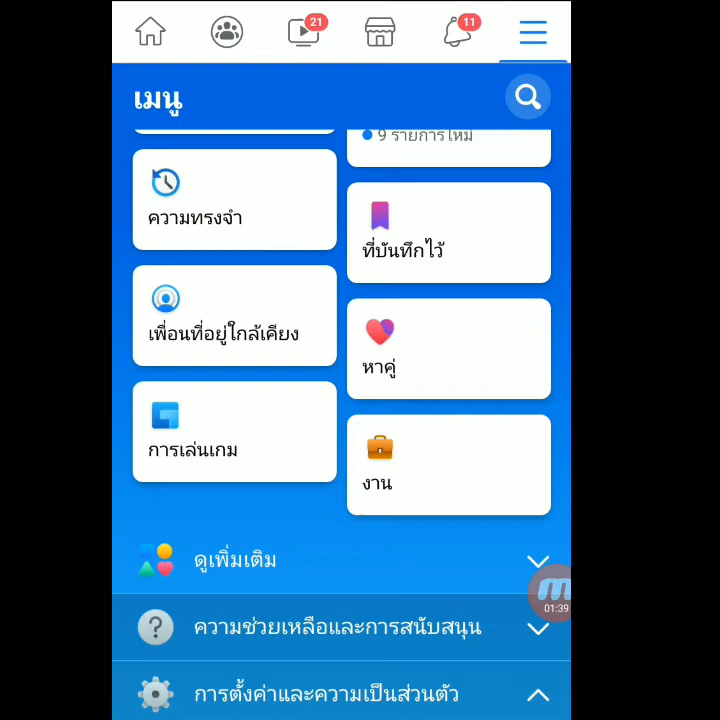 21
11
เมนู
9 รายการใหม่
ความทรงจำ
ที่บันทึกไว้
เพื่อนที่อยู่ใกล้เคียง
หาคู่
การเล่นเกม
งาน
ดูเพิ่มเติม
01:39
ความช่วยเหลือและการสนับสนุน
การตั้งค่าและความเป็นส่วนตัว